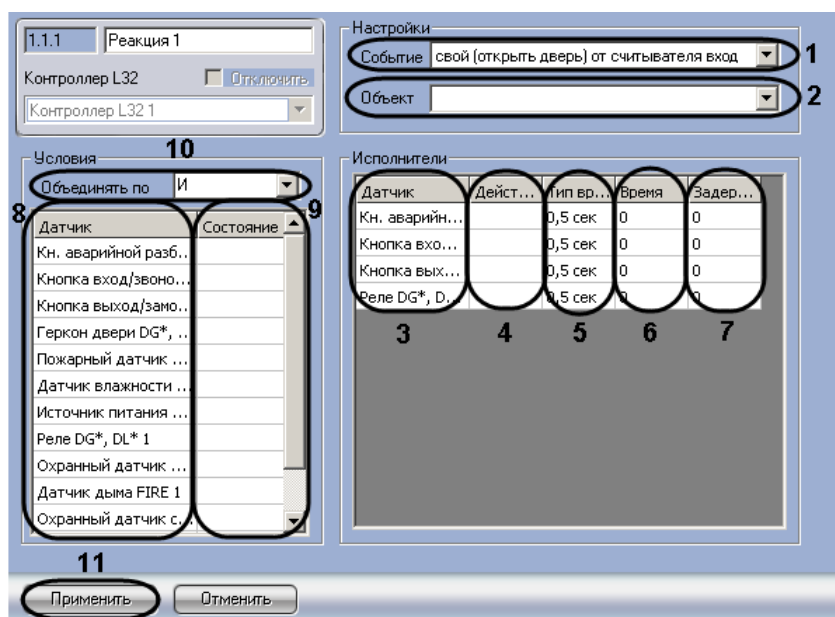 1.1.1 Реакция 1
Контроллер L32 Отключить
Контроллер L32 1
Настройки
Событие свой (открыть дверь) от считывателя вход 1
Объект 2
10
Условия
Объединять по И
8 9
Датчик Состояние
Кн. аварийной разб...
Кнопка вход/звоно...
Кнопка выход/замо...
Геркон двери DG*, ...
Пожарный датчик ...
Датчик влажности ...
Источник питания ...
Реле DG*, DL* 1
Охранный датчик ...
Датчик дыма FIRE 1
Охранный датчик с...
Исполнители
Датчик Дейст... Тип вр... Время Задер...
Кн. аварийн... 0,5 сек 0 0
Кнопка вхо... 0,5 сек 0 0
Кнопка вых... 0,5 сек 0 0
Реле DG*, D... 0,5 сек 0 0
3 4 5 6 7
11
Применить Отменить